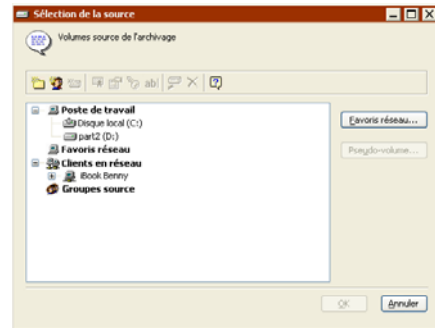 Sélection de la source
Volumes source de l'archivage
Poste de travail
Disque local (C:)
part2 (D:)
Favoris réseau
Clients en réseau
iBook Benny
Groupes source
Favoris réseau...
Pseudo-volume...
OK
Annuler